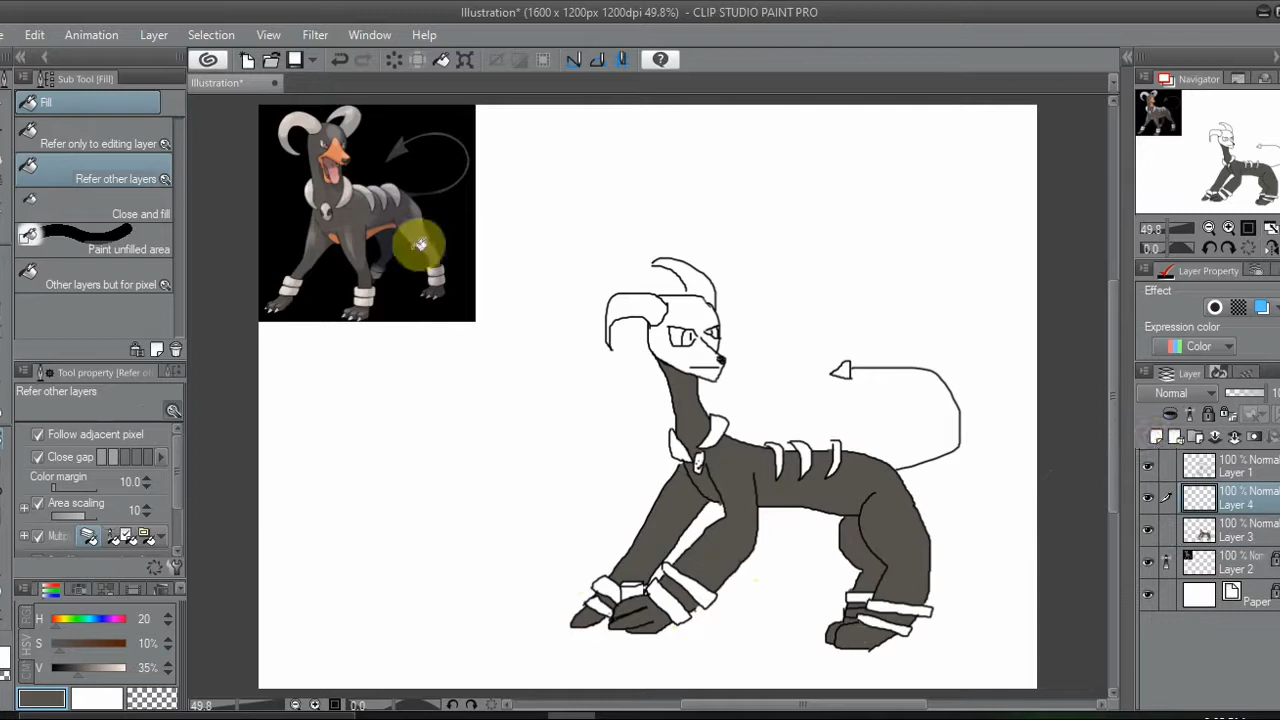 Illustration* (1600 x 1200px 1200dpi 49.8%) - CLIP STUDIO PAINT PRO
Edit Animation Layer Selection View Filter Window Help
Sub Tool [Fill]
Illustration*
Navigator
Fill
Refer only to editing layer
Refer other layers
Close and fill
Paint unfilled area
Other layers but for pixel
49.8
0.0
Layer Property
Effect
Expression color
Color
Tool property [Refer o
Refer other layers
Follow adjacent pixel
Close gap
Color margin 10.0
Area scaling 10
Layer
Normal
100 % Normal
Layer 1
100 % Normal
Layer 4
100 % Normal
Layer 3
100 % Nor
Layer 2
Paper
H 20
S 10%
V 35%
49.8 0.0